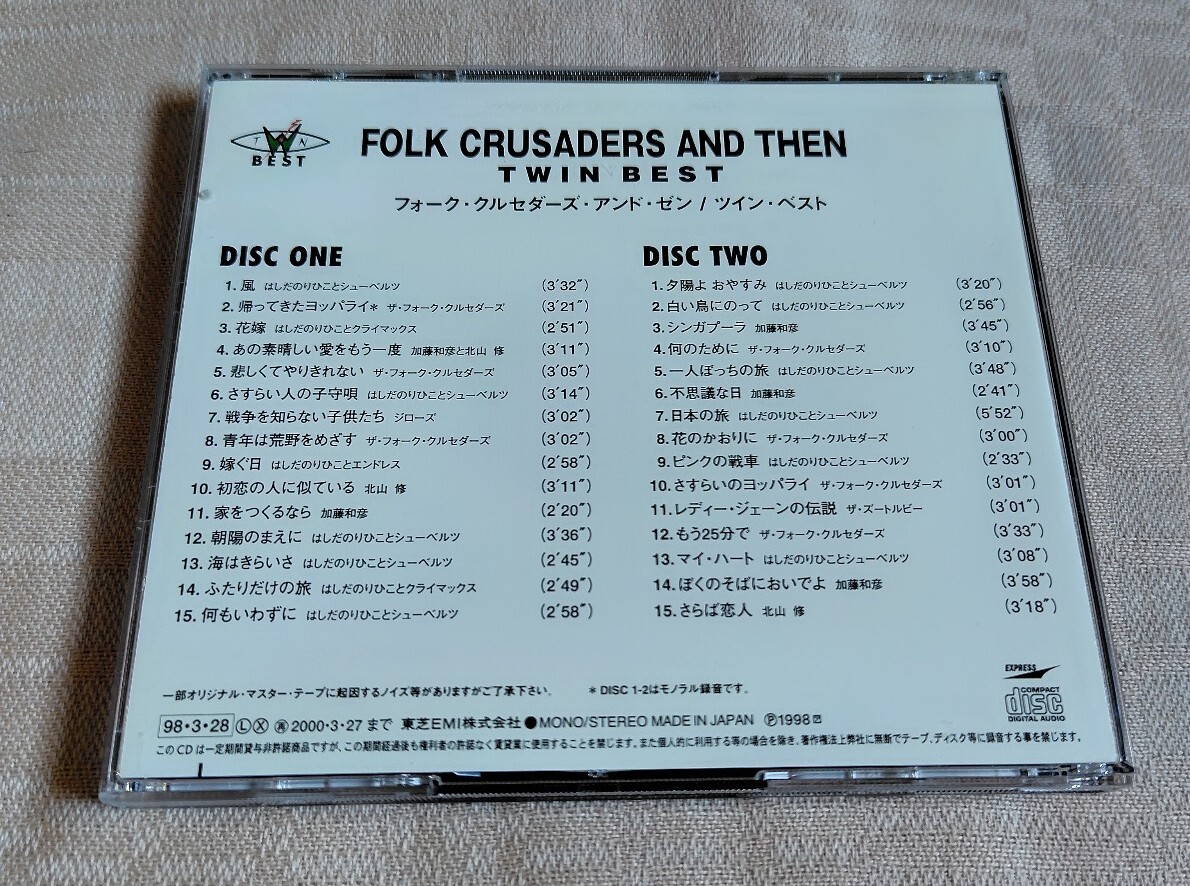 TWIN
BEST
FOLK CRUSADERS AND THEN
TWIN BEST
フォーク・クルセダーズ・アンド・ゼン / ツイン・ベスト
DISC ONE
1. 風 はしだのりひことシューベルツ (3'32")
2. 帰ってきたヨッパライ* ザ・フォーク・クルセダーズ (3'21")
3. 花嫁 はしだのりひことクライマックス (2'51")
4. あの素晴しい愛をもう一度 加藤和彦と北山 修 (3'11")
5. 悲しくてやりきれない ザ・フォーク・クルセダーズ (3'05")
6. さすらい人の子守唄 はしだのりひことシューベルツ (3'14")
7. 戦争を知らない子供たち ジローズ (3'02")
8. 青年は荒野をめざす ザ・フォーク・クルセダーズ (3'02")
9. 嫁ぐ日 はしだのりひことエンドレス (2'58")
10. 初恋の人に似ている 北山 修 (3'11")
11. 家をつくるなら 加藤和彦 (2'20")
12. 朝陽のまえに はしだのりひことシューベルツ (3'36")
13. 海はきらいさ はしだのりひことシューベルツ (2'45")
14. ふたりだけの旅 はしだのりひことクライマックス (2'49")
15. 何もいわずに はしだのりひことシューベルツ (2'58")
DISC TWO
1. 夕陽よ おやすみ はしだのりひことシューベルツ (3'20")
2. 白い鳥にのって はしだのりひことシューベルツ (2'56")
3. シンガプーラ 加藤和彦 (3'45")
4. 何のために ザ・フォーク・クルセダーズ (3'10")
5. 一人ぼっちの旅 はしだのりひことシューベルツ (3'48")
6. 不思議な日 加藤和彦 (2'41")
7. 日本の旅 はしだのりひことシューベルツ (5'52")
8. 花のかおりに ザ・フォーク・クルセダーズ (3'00")
9. ピンクの戦車 はしだのりひことシューベルツ (2'33")
10. さすらいのヨッパライ ザ・フォーク・クルセダーズ (3'01")
11. レディー・ジェーンの伝説 ザ・ズートルビー (3'01")
12. もう25分で ザ・フォーク・クルセダーズ (3'33")
13. マイ・ハート はしだのりひことシューベルツ (3'08")
14. ぼくのそばにおいでよ 加藤和彦 (3'58")
15. さらば恋人 北山 修 (3'18")
EXPRESS
COMPACT
disc
DIGITAL AUDIO
一部オリジナル・マスター・テープに起因するノイズ等がありますがご了承下さい。 * DISC 1-2はモノラル録音です。
98・3・28 Ⓛ Ⓧ ㊞ 2000・3・27 まで 東芝EMI株式会社 ●MONO/STEREO MADE IN JAPAN Ⓟ1998
このCDは一定期間貸与非許諾商品ですが、この期間経過後も権利者の許諾なく賃貸業に使用することを禁じます。また個人的に利用する等の場合を除き、著作権法上弊社に無断でテープ、ディスク等に録音する事を禁じます。